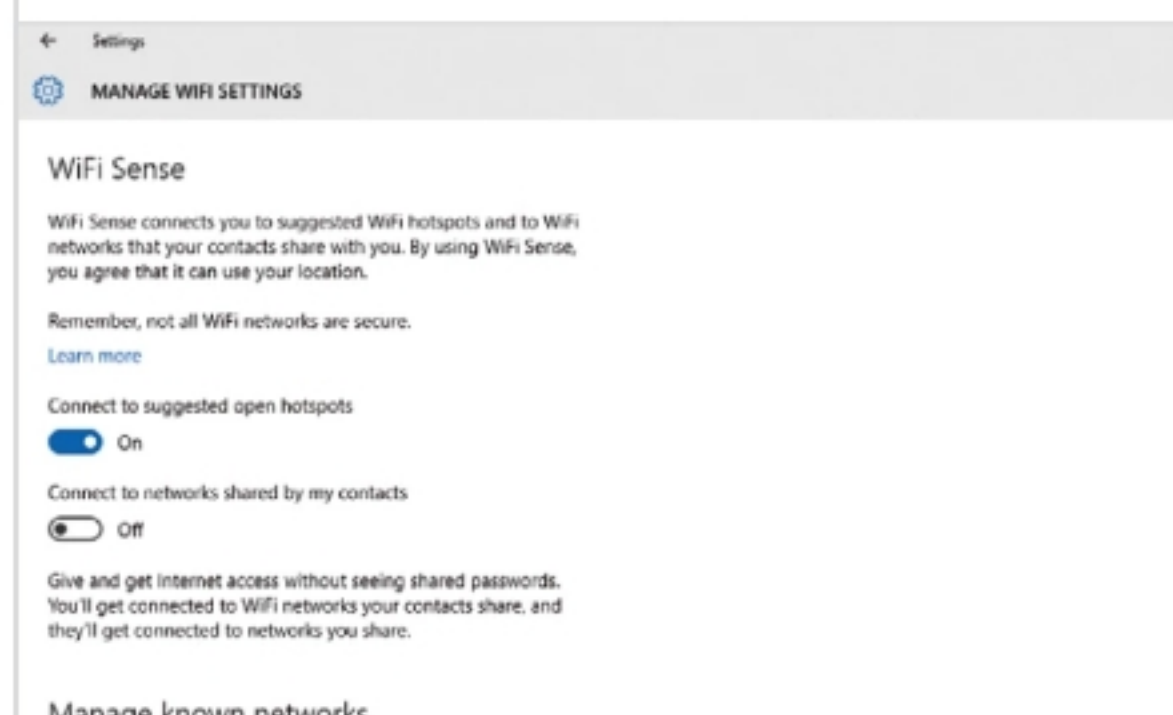 Settings
MANAGE WIFI SETTINGS
WiFi Sense
WiFi Sense connects you to suggested WiFi hotspots and to WiFi
networks that your contacts share with you. By using WiFi Sense,
you agree that it can use your location.
Remember, not all WiFi networks are secure.
Learn more
Connect to suggested open hotspots
On
Connect to networks shared by my contacts
Off
Give and get Internet access without seeing shared passwords.
You'll get connected to WiFi networks your contacts share, and
they'll get connected to networks you share.
Manage known networks